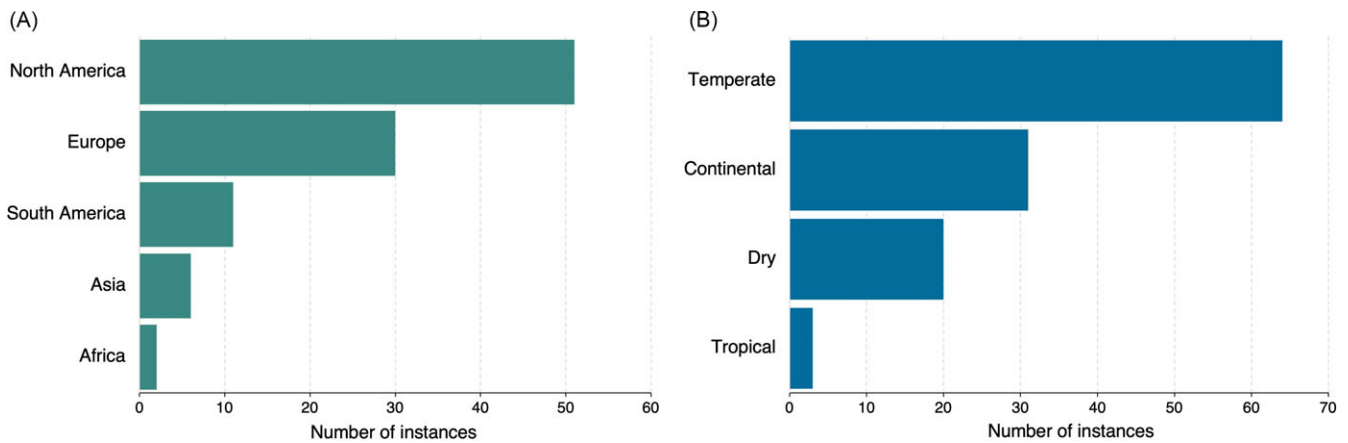 (A)
North America
Europe
South America
Asia
Africa
0 10 20 30 40 50 60
Number of instances
(B)
Temperate
Continental
Dry
Tropical
0 10 20 30 40 50 60 70
Number of instances